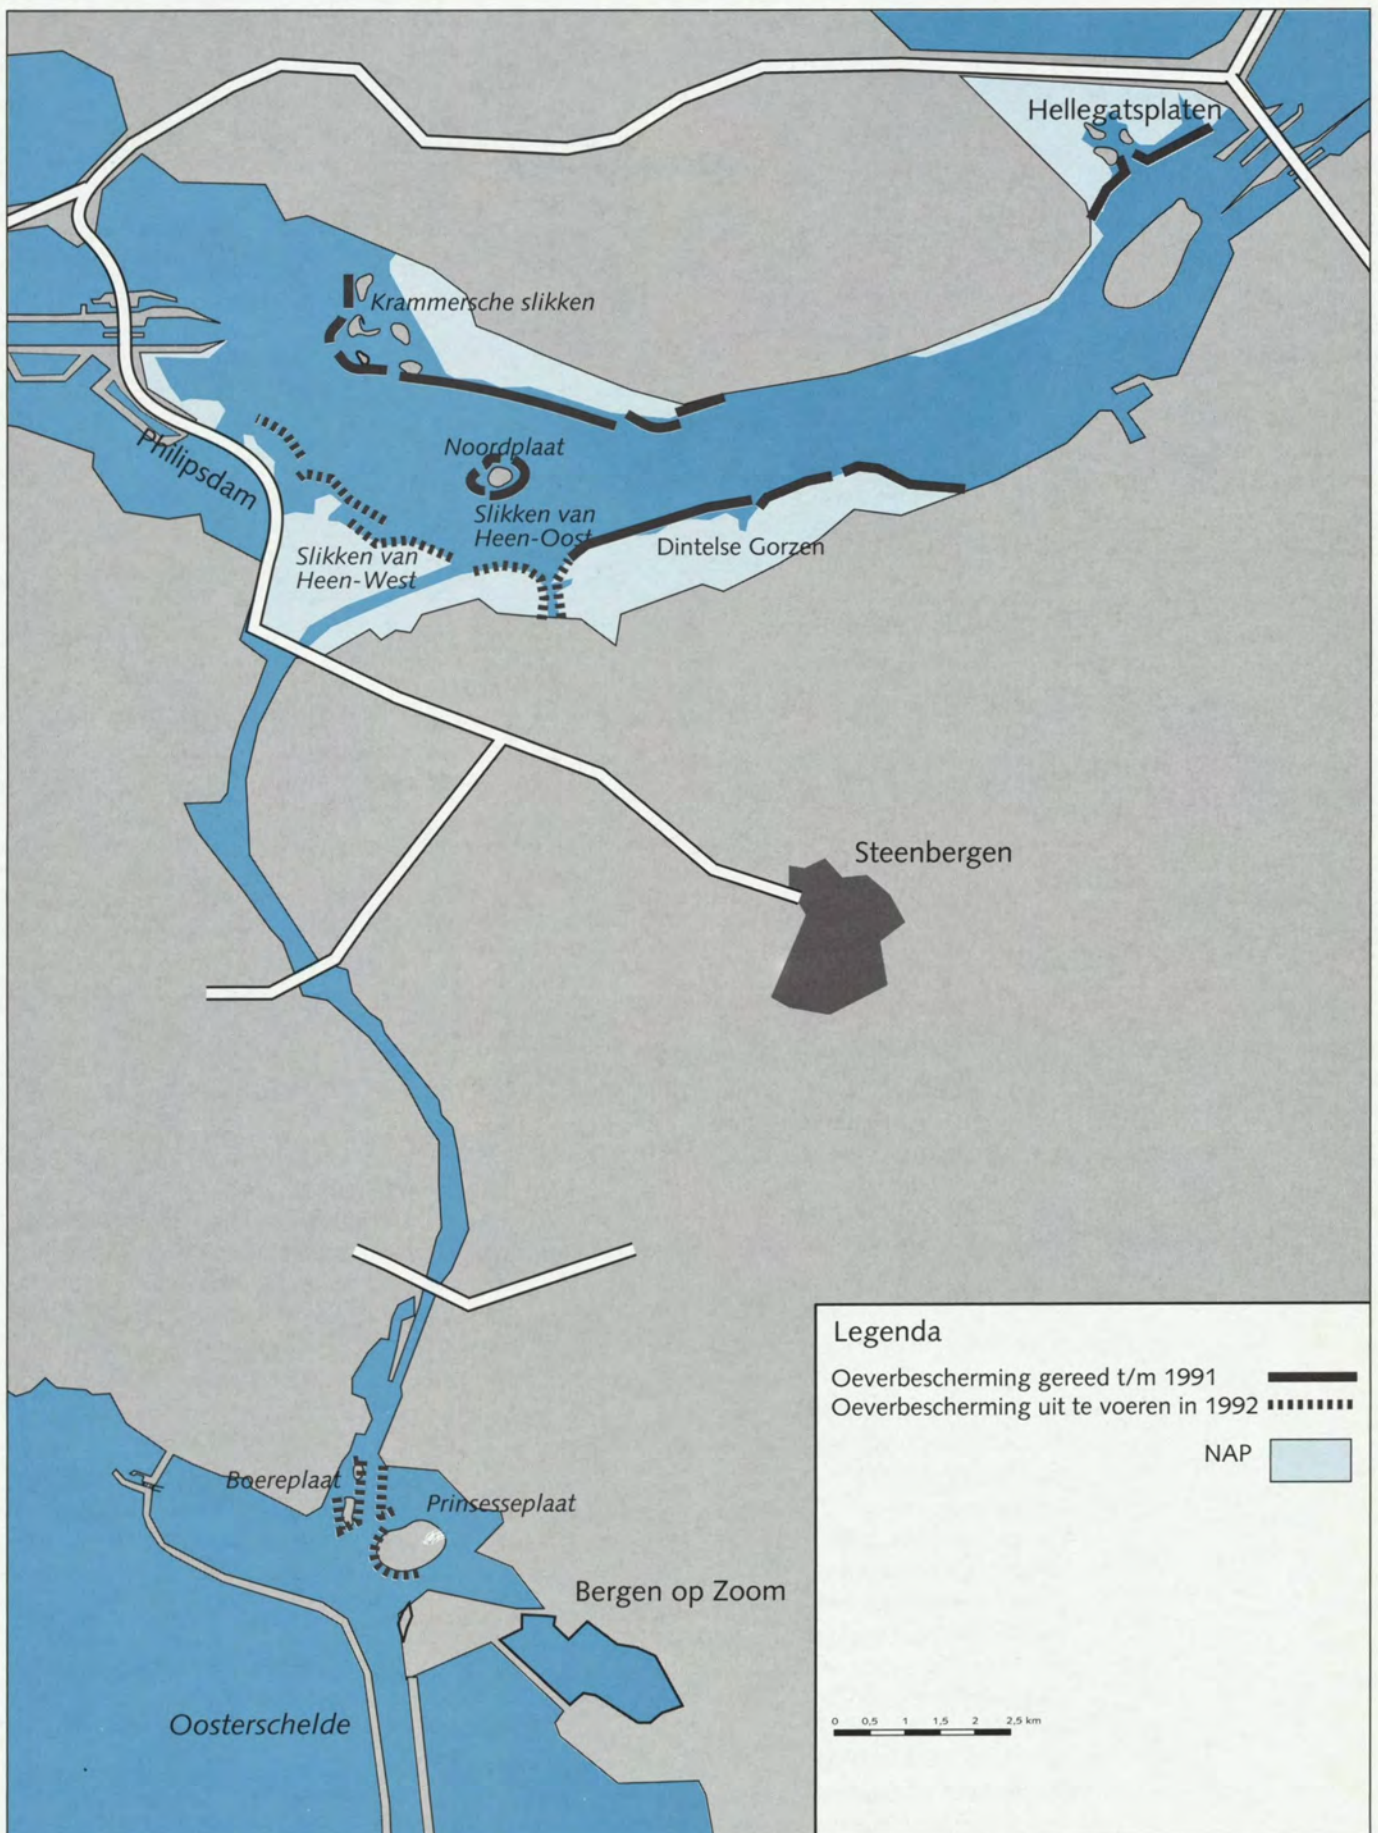 Hellegatsplaten
Krammersche slikken
Philipsdam
Noordplaat
Slikken van
Heen-Oost
Dintelse Gorzen
Slikken van
Heen-West
Steenbergen
Legenda
Oeverbescherming gereed t/m 1991
Oeverbescherming uit te voeren in 1992
NAP
Boereplaat
Prinsesseplaat
Bergen op Zoom
Oosterschelde
0 0,5 1 1,5 2 2,5 km